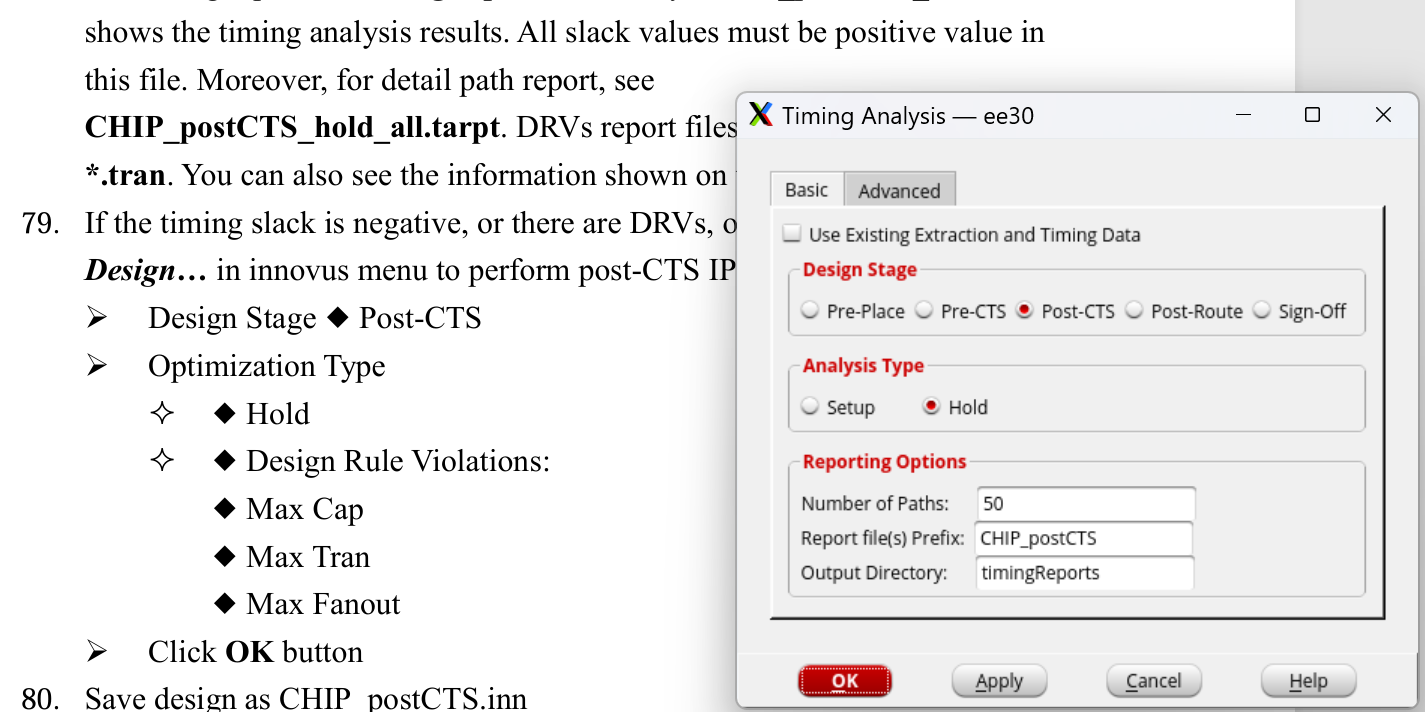 shows the timing analysis results. All slack values must be positive value in
this file. Moreover, for detail path report, see
CHIP_postCTS_hold_all.tarpt. DRVs report files
*.tran. You can also see the information shown on
79. If the timing slack is negative, or there are DRVs, o
Design… in innovus menu to perform post-CTS IP
➢ Design Stage ◆ Post-CTS
➢ Optimization Type
✧ ◆ Hold
✧ ◆ Design Rule Violations:
◆ Max Cap
◆ Max Tran
◆ Max Fanout
➢ Click OK button
80. Save design as CHIP_postCTS.inn
Timing Analysis — ee30
Basic Advanced
Use Existing Extraction and Timing Data
Design Stage
Pre-Place Pre-CTS Post-CTS Post-Route Sign-Off
Analysis Type
Setup Hold
Reporting Options
Number of Paths: 50
Report file(s) Prefix: CHIP_postCTS
Output Directory: timingReports
OK Apply Cancel Help